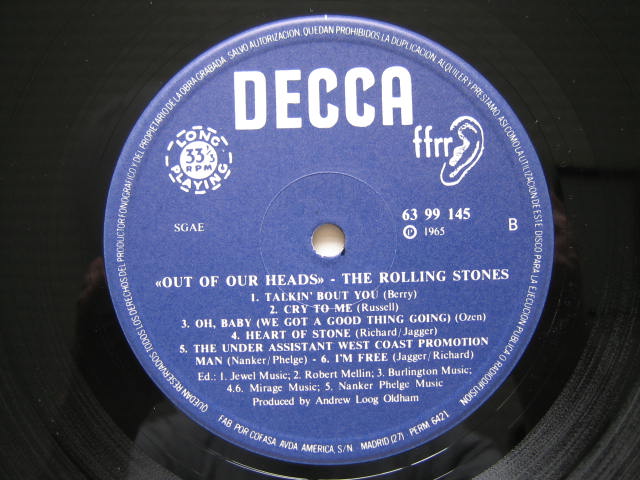 QUEDAN RESERVADOS TODOS LOS DERECHOS DEL PRODUCTOR FONOGRAFICO Y DEL PROPIETARIO DE LA OBRA GRABADA. SALVO AUTORIZACION, QUEDAN PROHIBIDOS LA DUPLICACION, ALQUILER Y PRESTAMO, ASI COMO LA UTILIZACION DE ESTE DISCO PARA LA EJECUCION PUBLICA O RADIODIFUSION.
DECCA
ffrr
LONG
33 1/3
RPM
PLAYING
SGAE
63 99 145
Ⓟ 1965
B
«OUT OF OUR HEADS» - THE ROLLING STONES
1. TALKIN' BOUT YOU (Berry)
2. CRY TO ME (Russell)
3. OH, BABY (WE GOT A GOOD THING GOING) (Ozen)
4. HEART OF STONE (Richard/Jagger)
5. THE UNDER ASSISTANT WEST COAST PROMOTION
MAN (Nanker/Phelge) - 6. I'M FREE (Jagger/Richard)
Ed.: 1. Jewel Music; 2. Robert Mellin; 3. Burlington Music;
4.6. Mirage Music; 5. Nanker Phelge Music
Produced by Andrew Loog Oldham
FAB. POR COFASA. AVDA. AMERICA, S/N MADRID (27) PERM. 6421